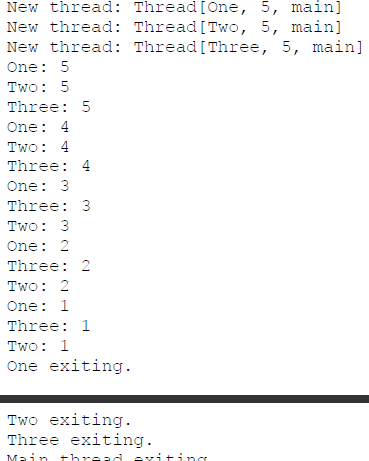 New thread: Thread[One, 5, main]
New thread: Thread[Two, 5, main]
New thread: Thread[Three, 5, main]
One: 5
Two: 5
Three: 5
One: 4
Two: 4
Three: 4
One: 3
Three: 3
Two: 3
One: 2
Three: 2
Two: 2
One: 1
Three: 1
Two: 1
One exiting.
Two exiting.
Three exiting.
Main thread exiting